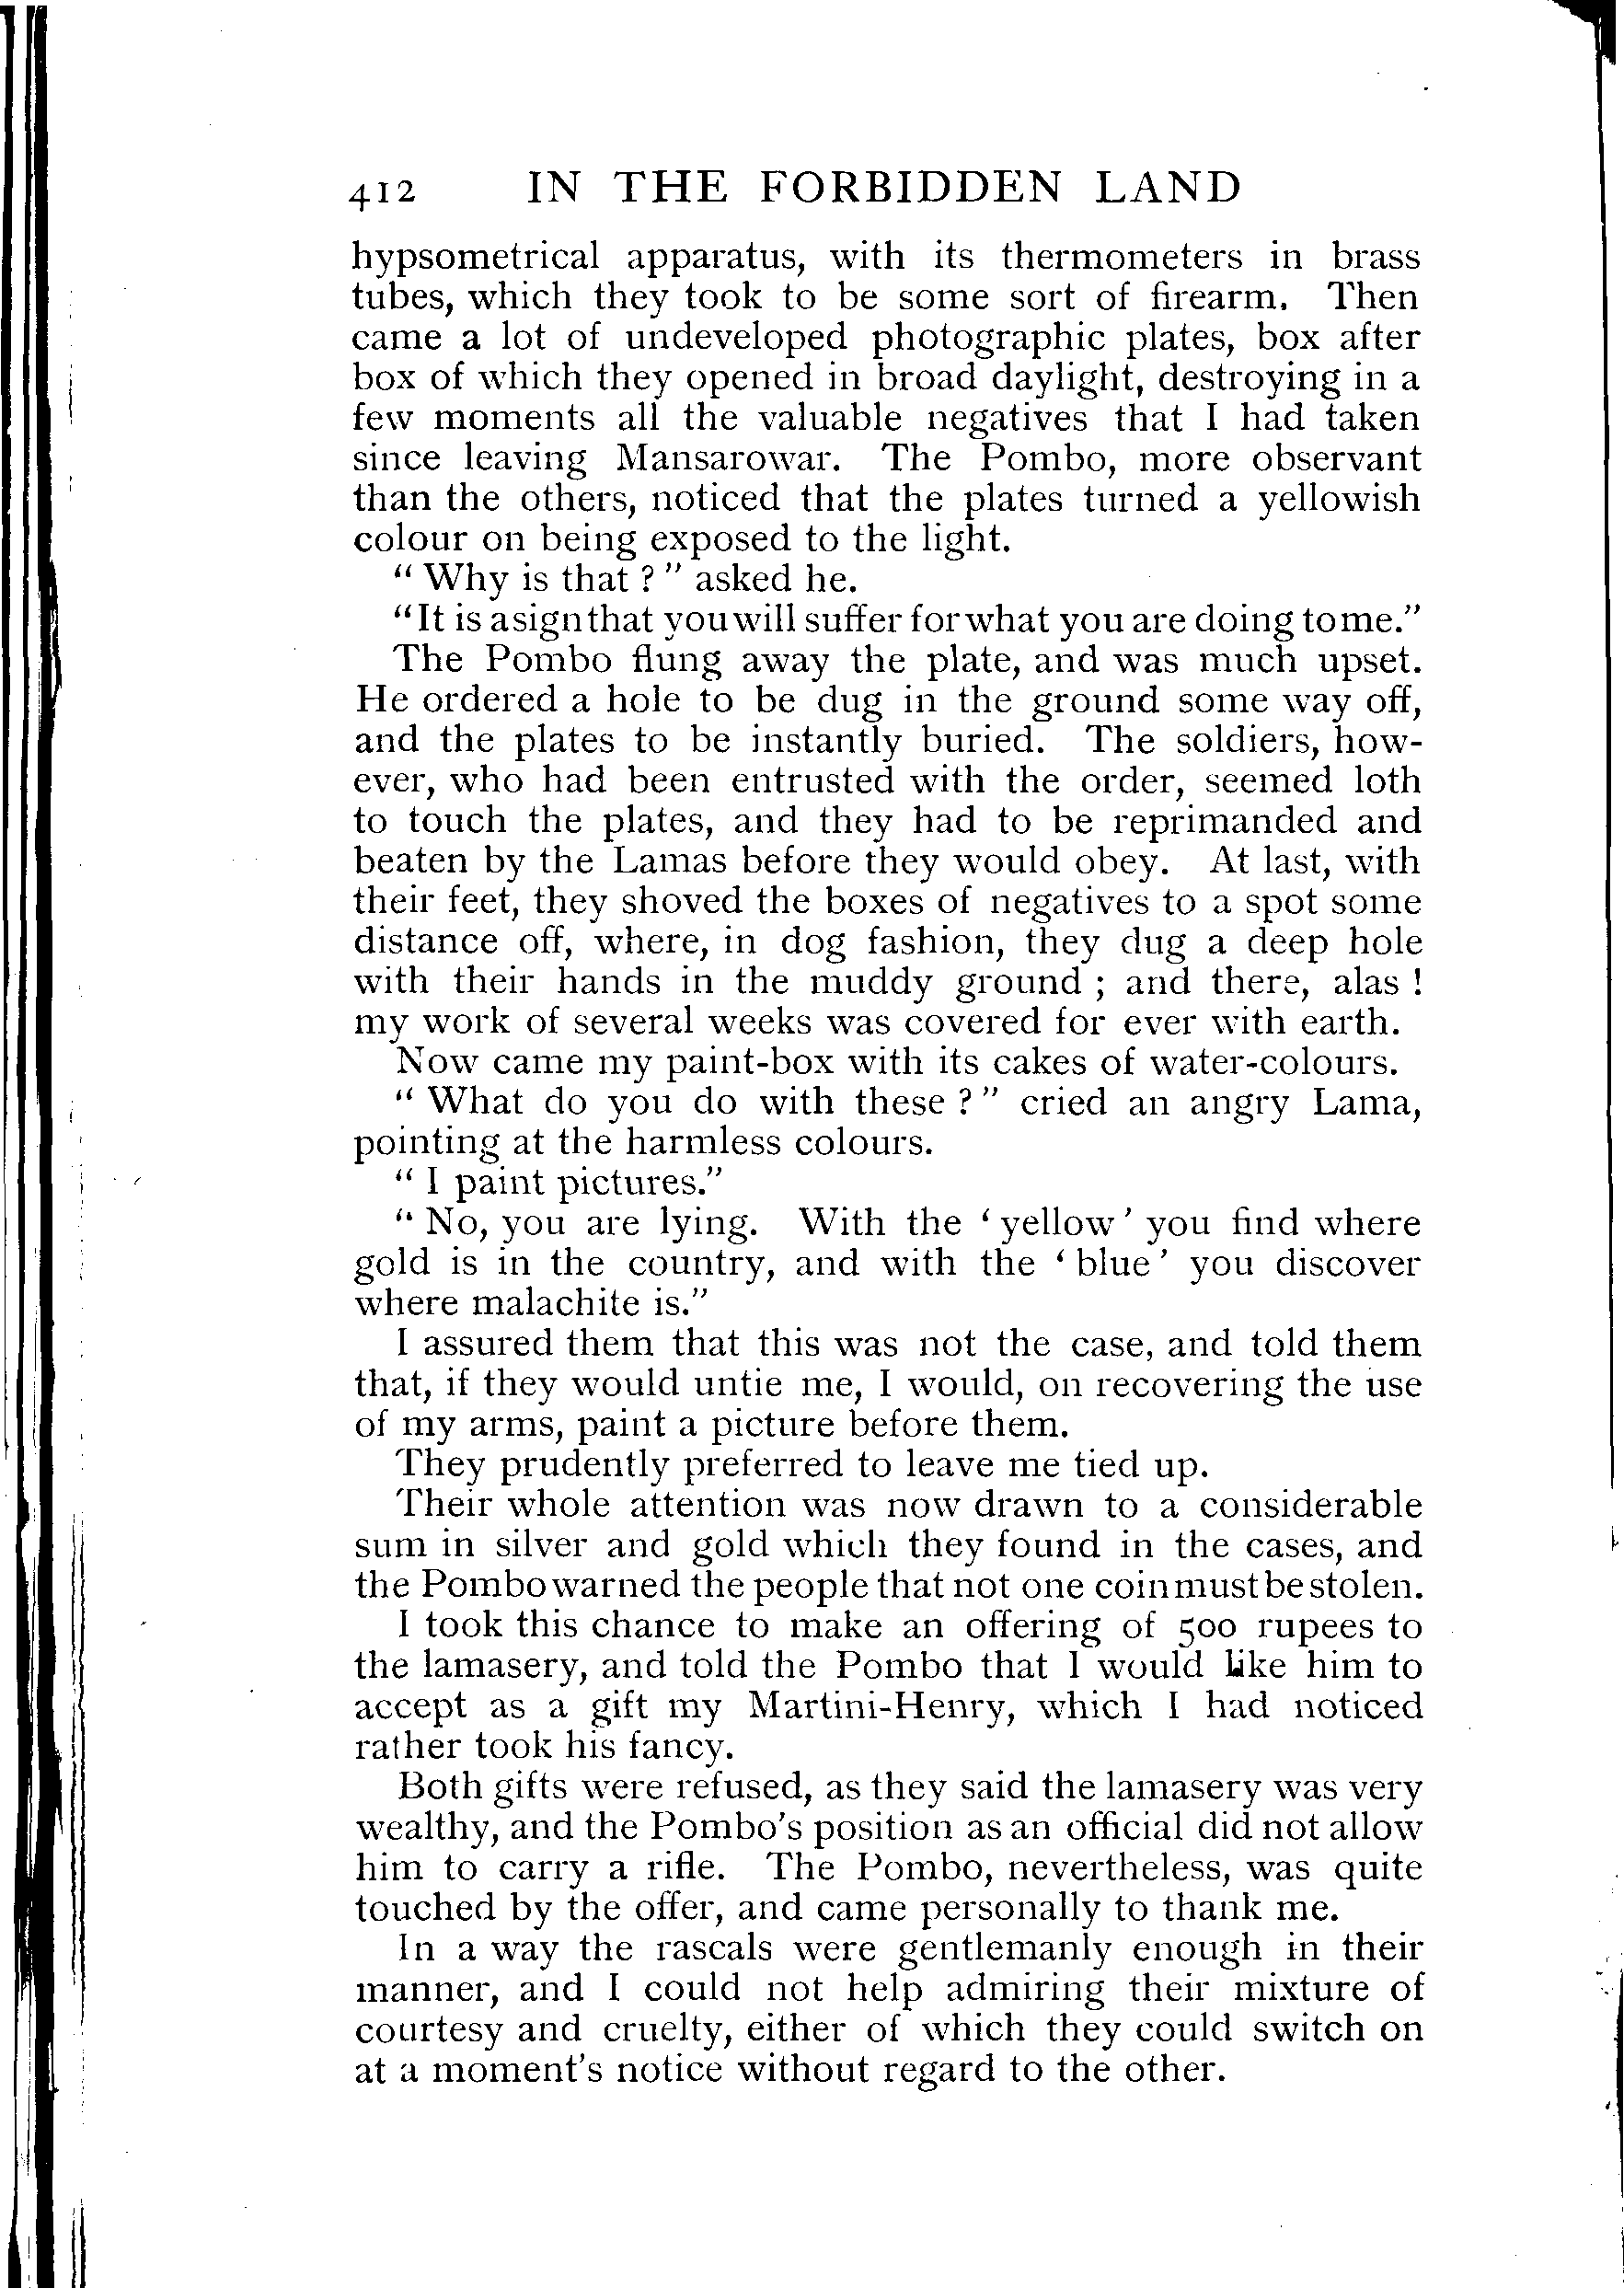 412 IN THE FORBIDDEN LAND
hypsometrical apparatus, with its thermometers in brass
tubes, which they took to be some sort of firearm. Then
came a lot of undeveloped photographic plates, box after
box of which they opened in broad daylight, destroying in a
few moments all the valuable negatives that I had taken
since leaving Mansarowar. The Pombo, more observant
than the others, noticed that the plates turned a yellowish
colour on being exposed to the light.
“ Why is that ? ” asked he.
“It is a sign that you will suffer for what you are doing to me.”
The Pombo flung away the plate, and was much upset.
He ordered a hole to be dug in the ground some way off,
and the plates to be instantly buried. The soldiers, how-
ever, who had been entrusted with the order, seemed loth
to touch the plates, and they had to be reprimanded and
beaten by the Lamas before they would obey. At last, with
their feet, they shoved the boxes of negatives to a spot some
distance off, where, in dog fashion, they dug a deep hole
with their hands in the muddy ground ; and there, alas !
my work of several weeks was covered for ever with earth.
Now came my paint-box with its cakes of water-colours.
“ What do you do with these ? ” cried an angry Lama,
pointing at the harmless colours.
“ I paint pictures.”
“ No, you are lying. With the ‘ yellow ’ you find where
gold is in the country, and with the ‘ blue ’ you discover
where malachite is.”
I assured them that this was not the case, and told them
that, if they would untie me, I would, on recovering the use
of my arms, paint a picture before them.
They prudently preferred to leave me tied up.
Their whole attention was now drawn to a considerable
sum in silver and gold which they found in the cases, and
the Pombo warned the people that not one coin must be stolen.
I took this chance to make an offering of 500 rupees to
the lamasery, and told the Pombo that I would like him to
accept as a gift my Martini-Henry, which I had noticed
rather took his fancy.
Both gifts were refused, as they said the lamasery was very
wealthy, and the Pombo's position as an official did not allow
him to carry a rifle. The Pombo, nevertheless, was quite
touched by the offer, and came personally to thank me.
In a way the rascals were gentlemanly enough in their
manner, and I could not help admiring their mixture of
courtesy and cruelty, either of which they could switch on
at a moment's notice without regard to the other.